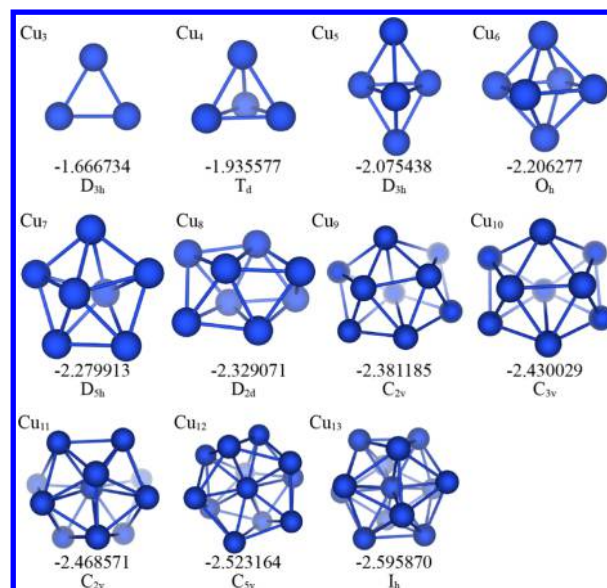 Cu₃ Cu₄ Cu₅ Cu₆
-1.666734 -1.935577 -2.075438 -2.206277
D₃ₕ T_d D₃ₕ Oₕ
Cu₇ Cu₈ Cu₉ Cu₁₀
-2.279913 -2.329071 -2.381185 -2.430029
D₅ₕ D₂d C₂ᵥ C₃ᵥ
Cu₁₁ Cu₁₂ Cu₁₃
-2.468571 -2.523164 -2.595870
C₂ᵥ C₅ᵥ Iₕ